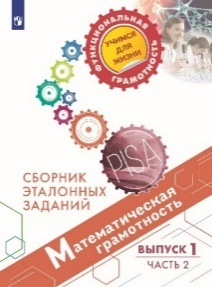 ФУНКЦИОНАЛЬНАЯ ГРАМОТНОСТЬ
УЧИМСЯ ДЛЯ ЖИЗНИ
PISA
СБОРНИК
ЭТАЛОННЫХ
ЗАДАНИЙ
Математическая
грамотность
ВЫПУСК 1
ЧАСТЬ 2